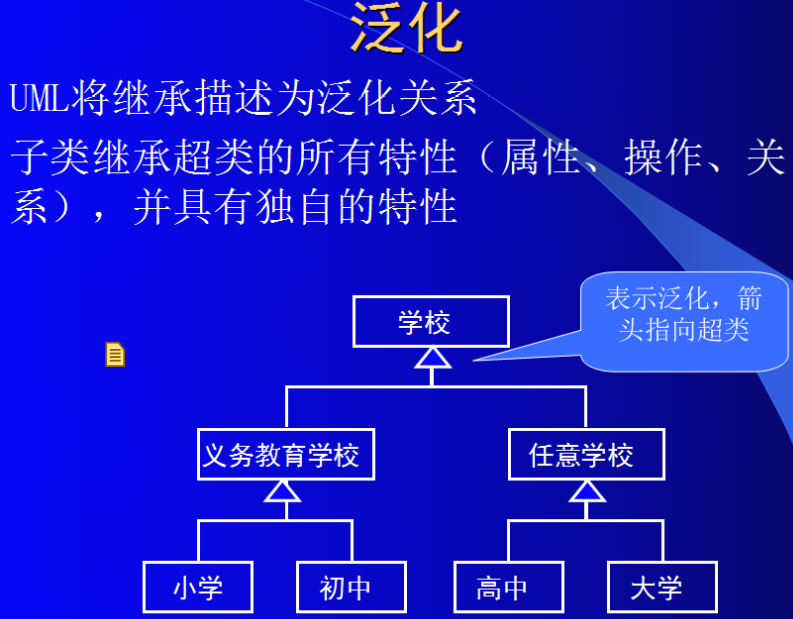 泛化
UML将继承描述为泛化关系
子类继承超类的所有特性（属性、操作、关
系），并具有独自的特性
表示泛化，箭
头指向超类
学校
义务教育学校
任意学校
小学
初中
高中
大学